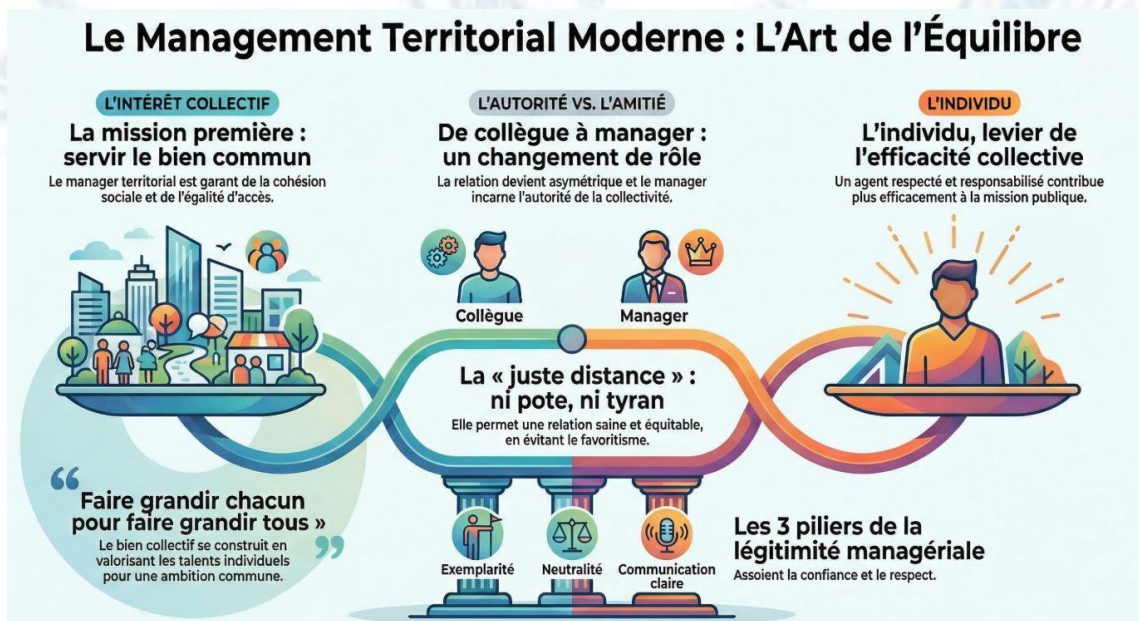 Le Management Territorial Moderne : L'Art de l'Équilibre
L'INTÉRÊT COLLECTIF
La mission première :
servir le bien commun
Le manager territorial est garant de la cohésion
sociale et de l'égalité d'accès.
L'AUTORITÉ VS. L'AMITIÉ
De collègue à manager :
un changement de rôle
La relation devient asymétrique et le manager
incarne l'autorité de la collectivité.
Collègue
Manager
L'INDIVIDU
L'individu, levier de
l'efficacité collective
Un agent respecté et responsabilisé contribue
plus efficacement à la mission publique.
La « juste distance » :
ni pote, ni tyran
Elle permet une relation saine et équitable,
en évitant le favoritisme.
“ Faire grandir chacun
pour faire grandir tous »
Le bien collectif se construit en
valorisant les talents individuels
pour une ambition commune. ”
Exemplarité
Neutralité
Communication
claire
Les 3 piliers de la
légitimité managériale
Assoient la confiance et le respect.